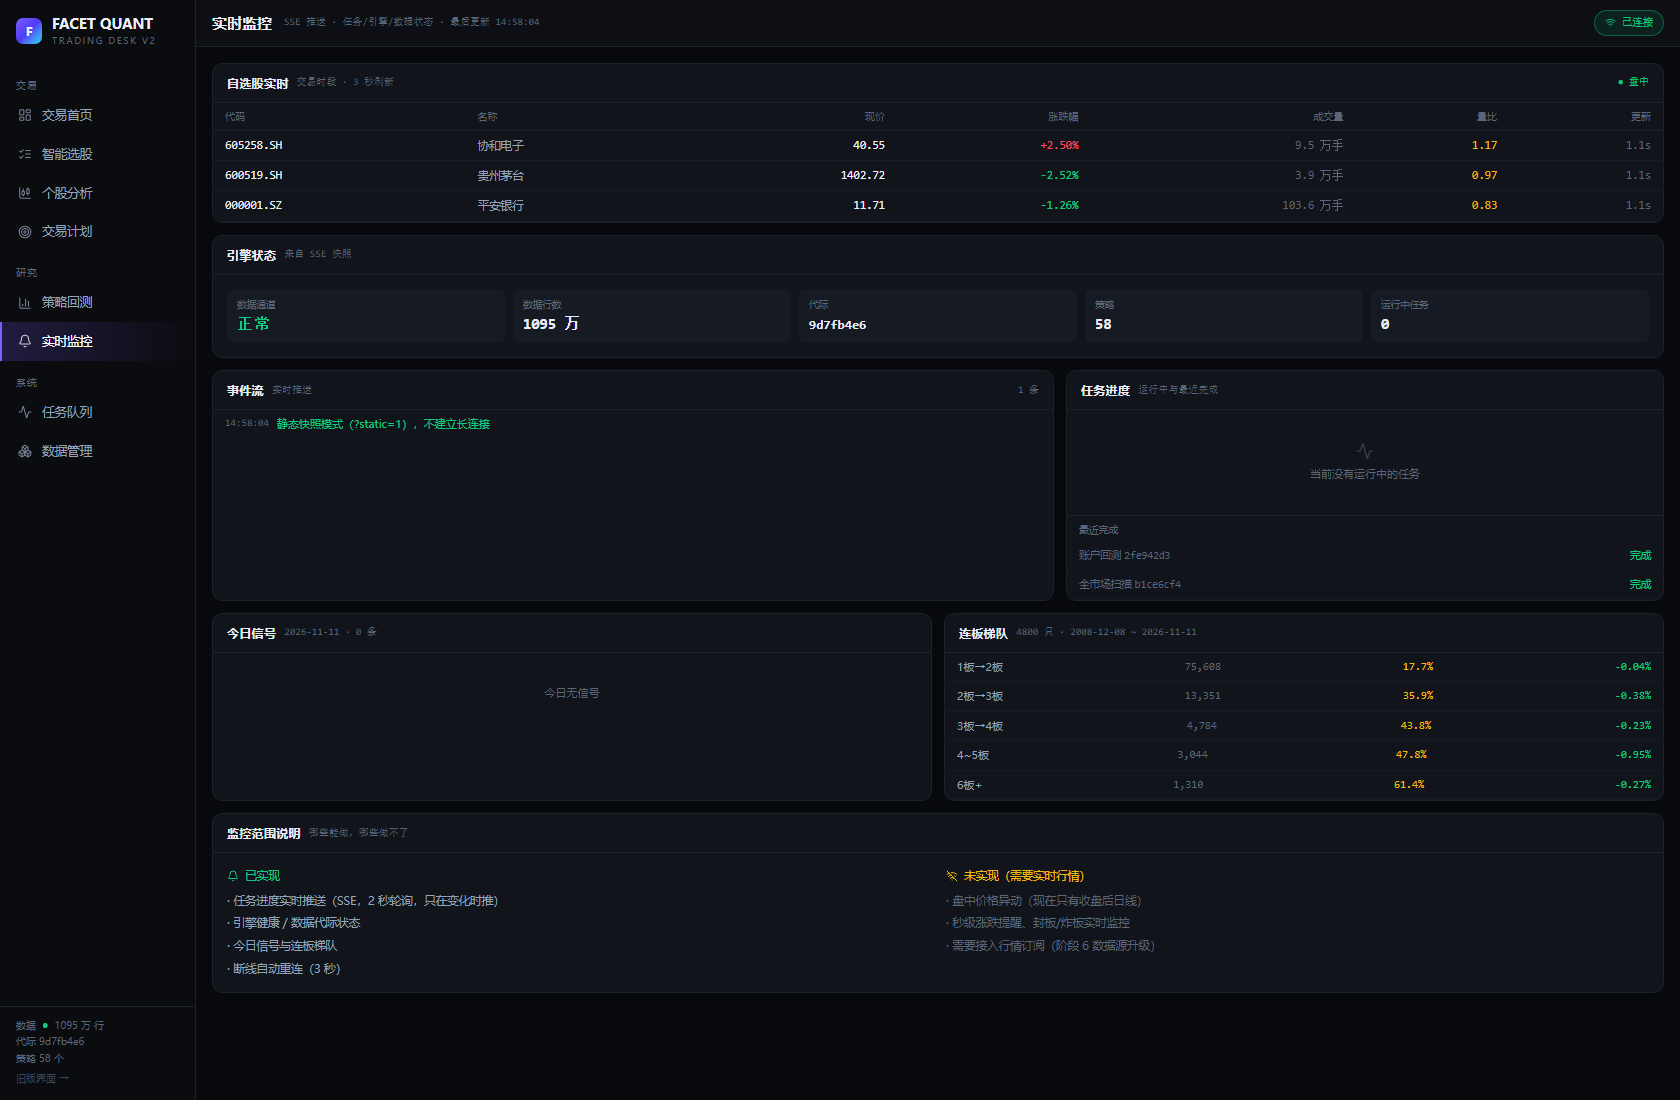 F
FACET QUANT
TRADING DESK V2
交易
交易首页
智能选股
个股分析
交易计划
研究
策略回测
实时监控
系统
任务队列
数据管理
数据 1095 万 行
代际 9d7fb4e6
策略 58 个
旧版界面 →
实时监控 SSE 推送 · 任务/引擎/数据状态 · 最后更新 14:58:04
已连接
自选股实时 交易时段 · 3 秒刷新
盘中
代码 名称 现价 涨跌幅 成交量 量比 更新
605258.SH 协和电子 40.55 +2.50% 9.5 万手 1.17 1.1s
600519.SH 贵州茅台 1402.72 -2.52% 3.9 万手 0.97 1.1s
000001.SZ 平安银行 11.71 -1.26% 103.6 万手 0.83 1.1s
引擎状态 来自 SSE 快照
数据通道
正常
数据行数
1095 万
代际
9d7fb4e6
策略
58
运行中任务
0
事件流 实时推送 1 条
14:58:04 静态快照模式（?static=1），不建立长连接
任务进度 运行中与最近完成
当前没有运行中的任务
最近完成
账户回测 2fe942d3 完成
全市场扫描 b1ce6cf4 完成
今日信号 2026-11-11 · 0 条
今日无信号
连板梯队 4800 只 · 2008-12-08 ~ 2026-11-11
1板→2板 75,608 17.7% -0.04%
2板→3板 13,351 35.9% -0.38%
3板→4板 4,784 43.8% -0.23%
4~5板 3,044 47.8% -0.95%
6板+ 1,310 61.4% -0.27%
监控范围说明 哪些能做，哪些做不了
已实现
· 任务进度实时推送（SSE，2 秒轮询，只在变化时推）
· 引擎健康 / 数据代际状态
· 今日信号与连板梯队
· 断线自动重连（3 秒）
未实现（需要实时行情）
· 盘中价格异动（现在只有收盘后日线）
· 秒级涨跌提醒、封板/炸板实时监控
· 需要接入行情订阅（阶段 6 数据源升级）